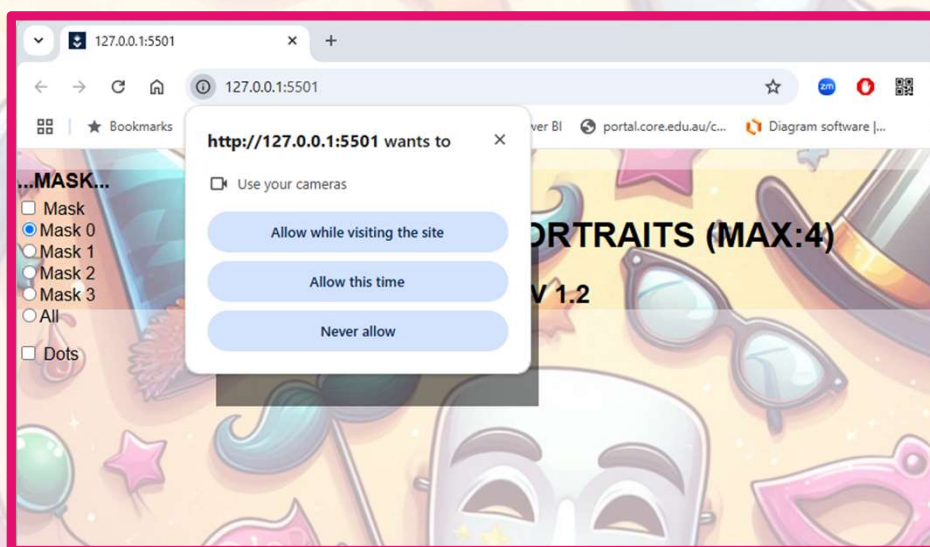 127.0.0.1:5501
127.0.0.1:5501
zm
Bookmarks
ver BI
portal.core.edu.au/c...
Diagram software |...
http://127.0.0.1:5501 wants to
Use your cameras
Allow while visiting the site
Allow this time
Never allow
...MASK...
Mask
Mask 0
Mask 1
Mask 2
Mask 3
All
Dots
ORTRAITS (MAX:4)
V 1.2